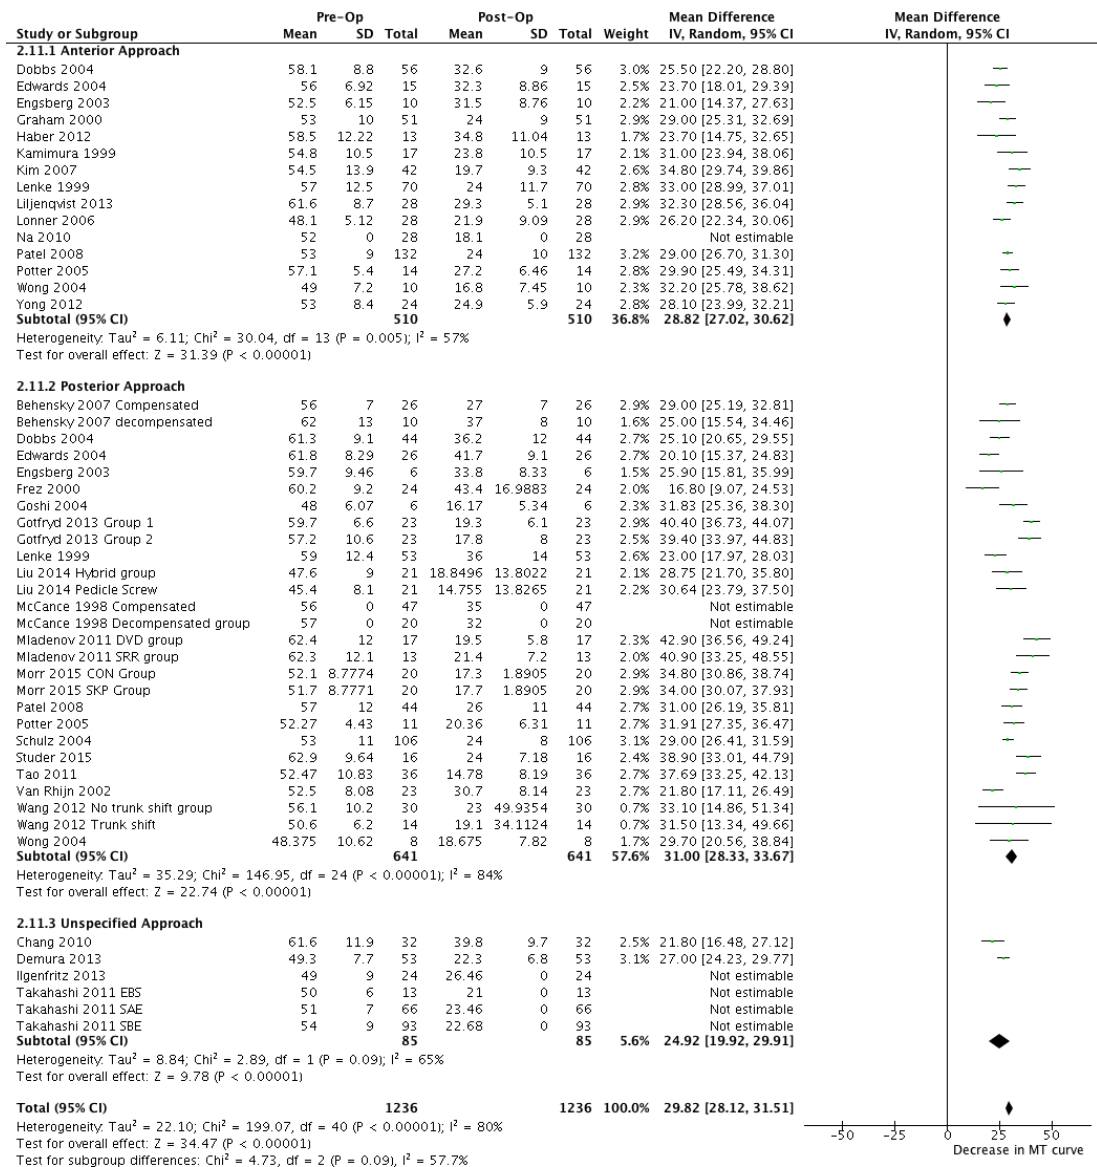 Pre-Op Post-Op Mean Difference Mean Difference
Study or Subgroup Mean SD Total Mean SD Total Weight IV, Random, 95% CI IV, Random, 95% CI
2.11.1 Anterior Approach
Dobbs 2004 58.1 8.8 56 32.6 9 56 3.0% 25.50 [22.20, 28.80]
Edwards 2004 56 6.92 15 32.3 8.86 15 2.5% 23.70 [18.01, 29.39]
Engsberg 2003 52.5 6.15 10 31.5 8.76 10 2.2% 21.00 [14.37, 27.63]
Graham 2000 53 10 51 24 9 51 2.9% 29.00 [25.31, 32.69]
Haber 2012 58.5 12.22 13 34.8 11.04 13 1.7% 23.70 [14.75, 32.65]
Kamimura 1999 54.8 10.5 17 23.8 10.5 17 2.1% 31.00 [23.94, 38.06]
Kim 2007 54.5 13.9 42 19.7 9.3 42 2.6% 34.80 [29.74, 39.86]
Lenke 1999 57 12.5 70 24 11.7 70 2.8% 33.00 [28.99, 37.01]
Liljenqvist 2013 61.6 8.7 28 29.3 5.1 28 2.9% 32.30 [28.56, 36.04]
Lonner 2006 48.1 5.12 28 21.9 9.09 28 2.9% 26.20 [22.34, 30.06]
Na 2010 52 0 28 18.1 0 28 Not estimable
Patel 2008 53 9 132 24 10 132 3.2% 29.00 [26.70, 31.30]
Potter 2005 57.1 5.4 14 27.2 6.46 14 2.8% 29.90 [25.49, 34.31]
Wong 2004 49 7.2 10 16.8 7.45 10 2.2% 32.20 [25.78, 38.62]
Yong 2012 53 8.4 24 24.9 5.9 24 2.8% 28.10 [23.99, 32.21]
Subtotal (95% CI) 510 510 36.8% 28.82 [27.02, 30.62]
Heterogeneity: Tau² = 6.11; Chi² = 30.04, df = 13 (P = 0.005); I² = 57%
Test for overall effect: Z = 31.39 (P < 0.00001)
2.11.2 Posterior Approach
Behensky 2007 Compensated 56 7 26 27 7 26 2.9% 29.00 [25.19, 32.81]
Behensky 2007 decompensated 62 13 10 37 8 10 1.6% 25.00 [15.54, 34.46]
Dobbs 2004 61.3 9.1 44 36.2 12 44 2.7% 25.10 [20.65, 29.55]
Edwards 2004 61.8 8.29 26 41.7 9.1 26 2.7% 20.10 [15.37, 24.83]
Engsberg 2003 59.7 9.46 6 33.8 8.33 6 1.5% 25.90 [15.81, 35.99]
Frez 2000 60.2 9.2 24 43.4 16.9883 24 2.0% 16.80 [9.07, 24.53]
Goshi 2004 48 6.07 6 16.17 5.34 6 2.3% 31.83 [25.36, 38.30]
Gotfryd 2013 Group 1 59.7 6.6 23 19.3 6.1 23 2.9% 40.40 [36.73, 44.07]
Gotfryd 2013 Group 2 57.2 10.6 23 17.8 8 23 2.5% 39.40 [33.97, 44.83]
Lenke 1999 59 12.4 53 36 14 53 2.6% 23.00 [17.97, 28.03]
Liu 2014 Hybrid group 47.6 9 21 18.8496 13.8022 21 2.1% 28.75 [21.70, 35.80]
Liu 2014 Pedicle Screw 45.4 8.1 21 14.755 13.8265 21 2.2% 30.64 [23.79, 37.50]
McCance 1998 Compensated 56 0 47 35 0 47 Not estimable
McCance 1998 Decompensated group 57 0 20 32 0 20 Not estimable
Mladenov 2011 DVD group 62.4 12 17 19.5 5.8 17 2.3% 42.90 [36.56, 49.24]
Mladenov 2011 SRR group 62.3 12.1 13 21.4 7.2 13 2.0% 40.90 [33.25, 48.55]
Morr 2015 CON Group 52.1 8.7774 20 17.3 1.8905 20 2.9% 34.80 [30.86, 38.74]
Morr 2015 SKP Group 51.7 8.7771 20 17.7 1.8905 20 2.9% 34.00 [30.07, 37.93]
Patel 2008 57 12 44 26 11 44 2.7% 31.00 [26.19, 35.81]
Potter 2005 52.27 4.43 11 20.36 6.31 11 2.7% 31.91 [27.35, 36.47]
Schulz 2004 53 11 106 24 8 106 3.1% 29.00 [26.41, 31.59]
Studer 2015 62.9 9.64 16 24 7.18 16 2.4% 38.90 [33.01, 44.79]
Tao 2011 52.47 10.83 36 14.78 8.19 36 2.7% 37.69 [33.25, 42.13]
Van Rhijn 2002 52.5 8.08 23 30.7 8.14 23 2.7% 21.80 [17.11, 26.49]
Wang 2012 No trunk shift group 56.1 10.2 30 23 49.9354 30 0.7% 33.10 [14.86, 51.34]
Wang 2012 Trunk shift 50.6 6.2 14 19.1 34.1124 14 0.7% 31.50 [13.34, 49.66]
Wong 2004 48.375 10.62 8 18.675 7.82 8 1.7% 29.70 [20.56, 38.84]
Subtotal (95% CI) 641 641 57.6% 31.00 [28.33, 33.67]
Heterogeneity: Tau² = 35.29; Chi² = 146.95, df = 24 (P < 0.00001); I² = 84%
Test for overall effect: Z = 22.74 (P < 0.00001)
2.11.3 Unspecified Approach
Chang 2010 61.6 11.9 32 39.8 9.7 32 2.5% 21.80 [16.48, 27.12]
Demura 2013 49.3 7.7 53 22.3 6.8 53 3.1% 27.00 [24.23, 29.77]
Ilgenfritz 2013 49 9 24 26.46 0 24 Not estimable
Takahashi 2011 EBS 50 6 13 21 0 13 Not estimable
Takahashi 2011 SAE 51 7 66 23.46 0 66 Not estimable
Takahashi 2011 SBE 54 9 93 22.68 0 93 Not estimable
Subtotal (95% CI) 85 85 5.6% 24.92 [19.92, 29.91]
Heterogeneity: Tau² = 8.84; Chi² = 2.89, df = 1 (P = 0.09); I² = 65%
Test for overall effect: Z = 9.78 (P < 0.00001)
Total (95% CI) 1236 1236 100.0% 29.82 [28.12, 31.51]
Heterogeneity: Tau² = 22.10; Chi² = 199.07, df = 40 (P < 0.00001); I² = 80%
Test for overall effect: Z = 34.47 (P < 0.00001)
Test for subgroup differences: Chi² = 4.73, df = 2 (P = 0.09), I² = 57.7%
-50 -25 0 25 50
Decrease in MT curve